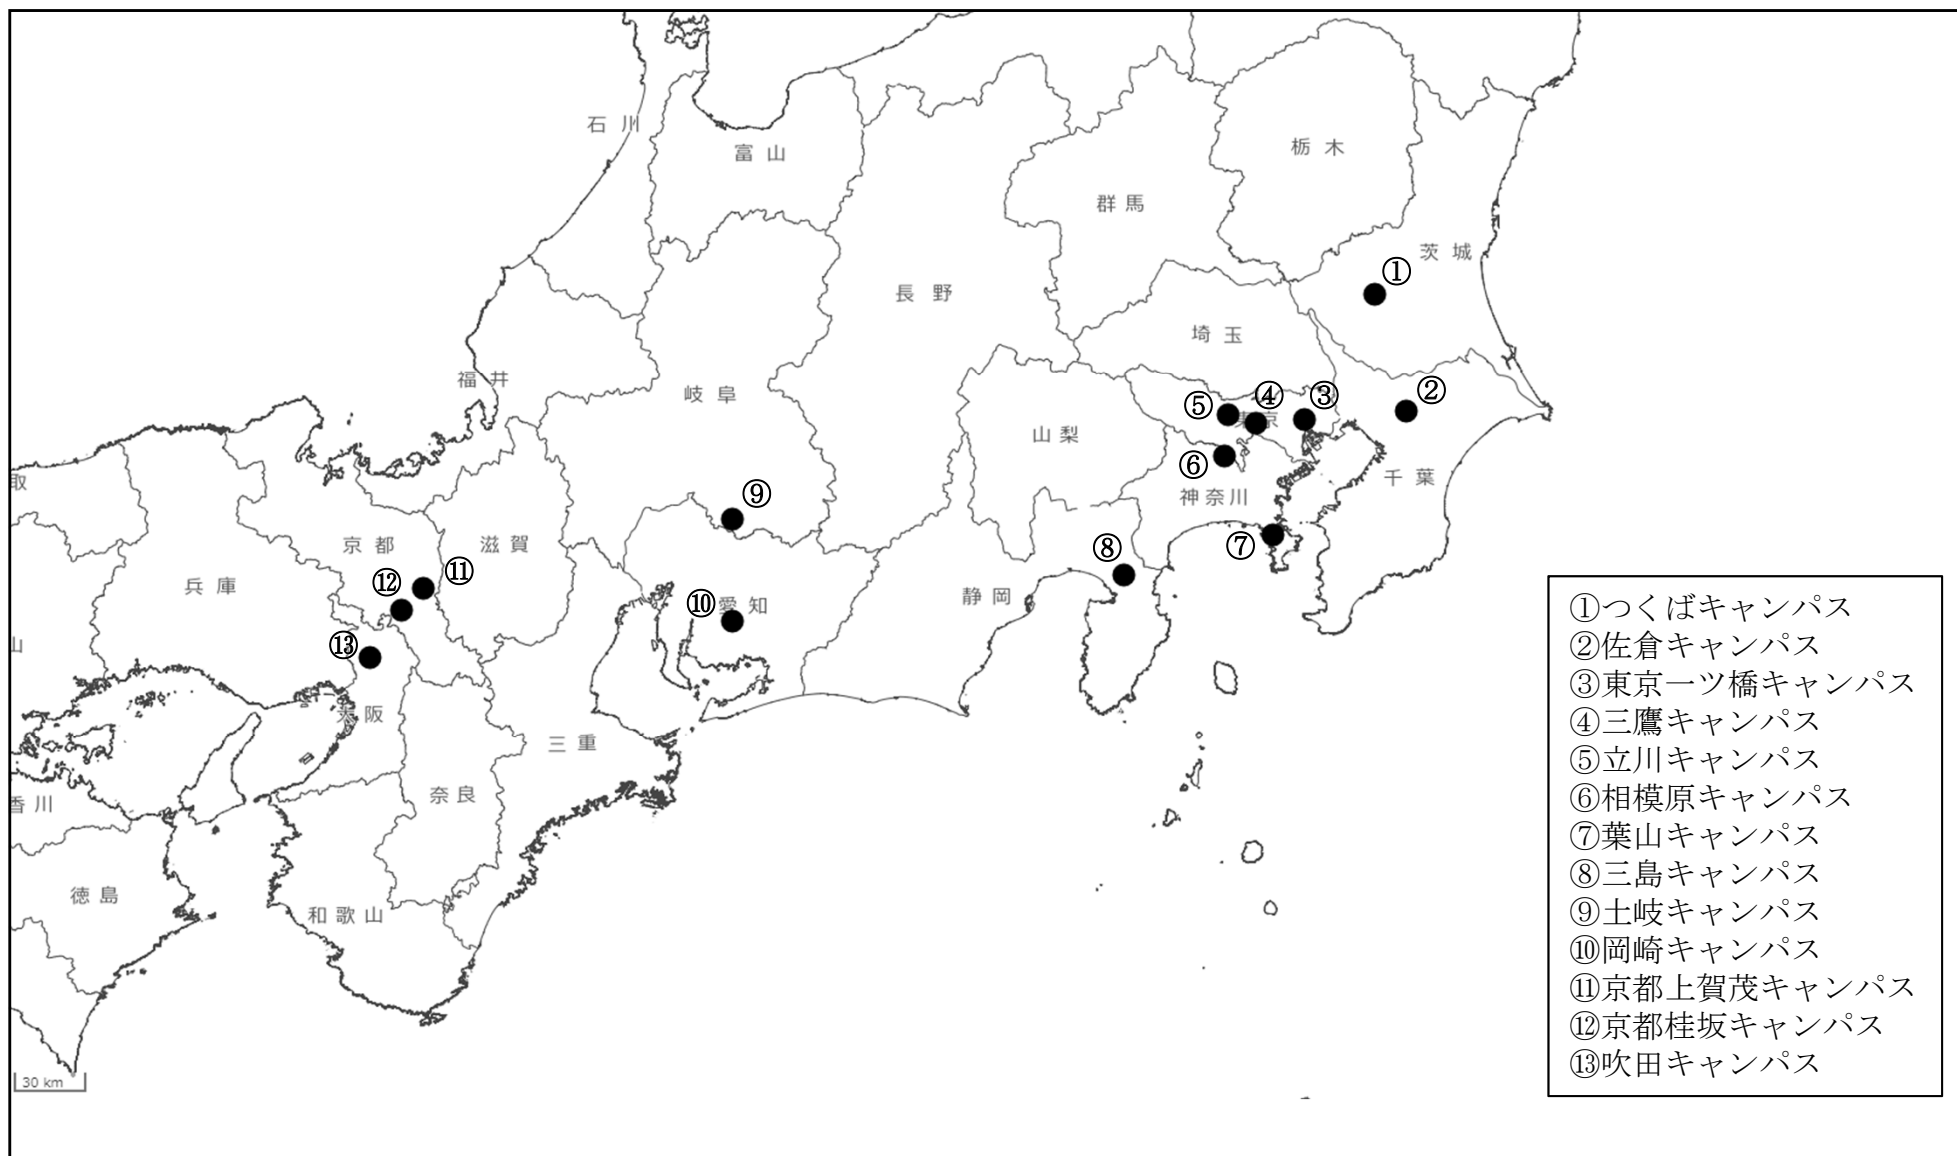 石川
富山
栃木
群馬
茨城
①
長野
埼玉
福井
②
岐阜
⑤
④
③
東京
山梨
⑥
取
千葉
神奈川
⑨
京都
滋賀
⑦
⑧
兵庫
⑫
⑪
静岡
⑩
愛知
山
⑬
大阪
三重
奈良
香川
徳島
和歌山
30 km
①つくばキャンパス
②佐倉キャンパス
③東京一ツ橋キャンパス
④三鷹キャンパス
⑤立川キャンパス
⑥相模原キャンパス
⑦葉山キャンパス
⑧三島キャンパス
⑨土岐キャンパス
⑩岡崎キャンパス
⑪京都上賀茂キャンパス
⑫京都桂坂キャンパス
⑬吹田キャンパス